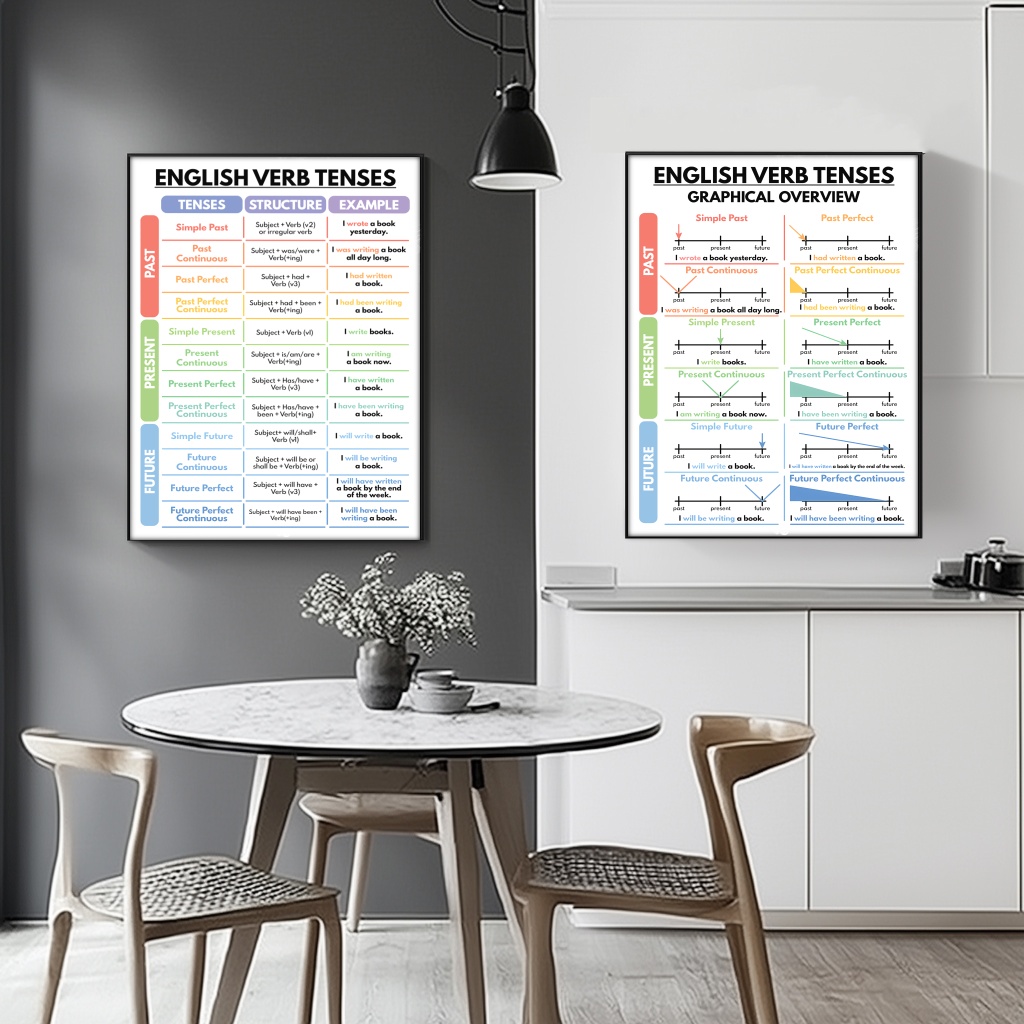 ENGLISH VERB TENSES
TENSES STRUCTURE EXAMPLE
PAST
Simple Past
Subject + Verb (v2)
or irregular verb
I wrote a book
yesterday.
Past
Continuous
Subject + was/were +
Verb(+ing)
I was writing a book
all day long.
Past Perfect
Subject + had +
Verb (v3)
I had written
a book.
Past Perfect
Continuous
Subject + had + been +
Verb(+ing)
I had been writing
a book.
PRESENT
Simple Present
Subject + Verb (vl)
I write books.
Present
Continuous
Subject + is/am/are +
Verb(+ing)
I am writing
a book now.
Present Perfect
Subject + Has/have +
Verb (v3)
I have written
a book.
Present Perfect
Continuous
Subject + Has/have +
been +Verb(+ing)
I have been writing
a book.
FUTURE
Simple Future
Subject+ will/shall+
Verb (vl)
I will write a book.
Future
Continuous
Subject + will be or
shall be +Verb(+ing)
I will be writing
a book.
Future Perfect
Subject + will have +
Verb (v3)
I will have written
a book by the end
of the week.
Future Perfect
Continuous
Subject + will have been +
Verb(+ing)
I will have been
writing a book.
ENGLISH VERB TENSES
GRAPHICAL OVERVIEW
PAST
Simple Past
past present future
I wrote a book yesterday.
Past Perfect
past present future
I had written a book.
Past Continuous
past present future
I was writing a book all day long.
Past Perfect Continuous
past present future
I had been writing a book.
PRESENT
Simple Present
past present future
I write books.
Present Perfect
past present future
I have written a book.
Present Continuous
past present future
I am writing a book now.
Present Perfect Continuous
past present future
I have been writing a book.
FUTURE
Simple Future
past present future
I will write a book.
Future Perfect
past present future
I will have written a book by the end of the week.
Future Continuous
past present future
I will be writing a book.
Future Perfect Continuous
past present future
I will have been writing a book.